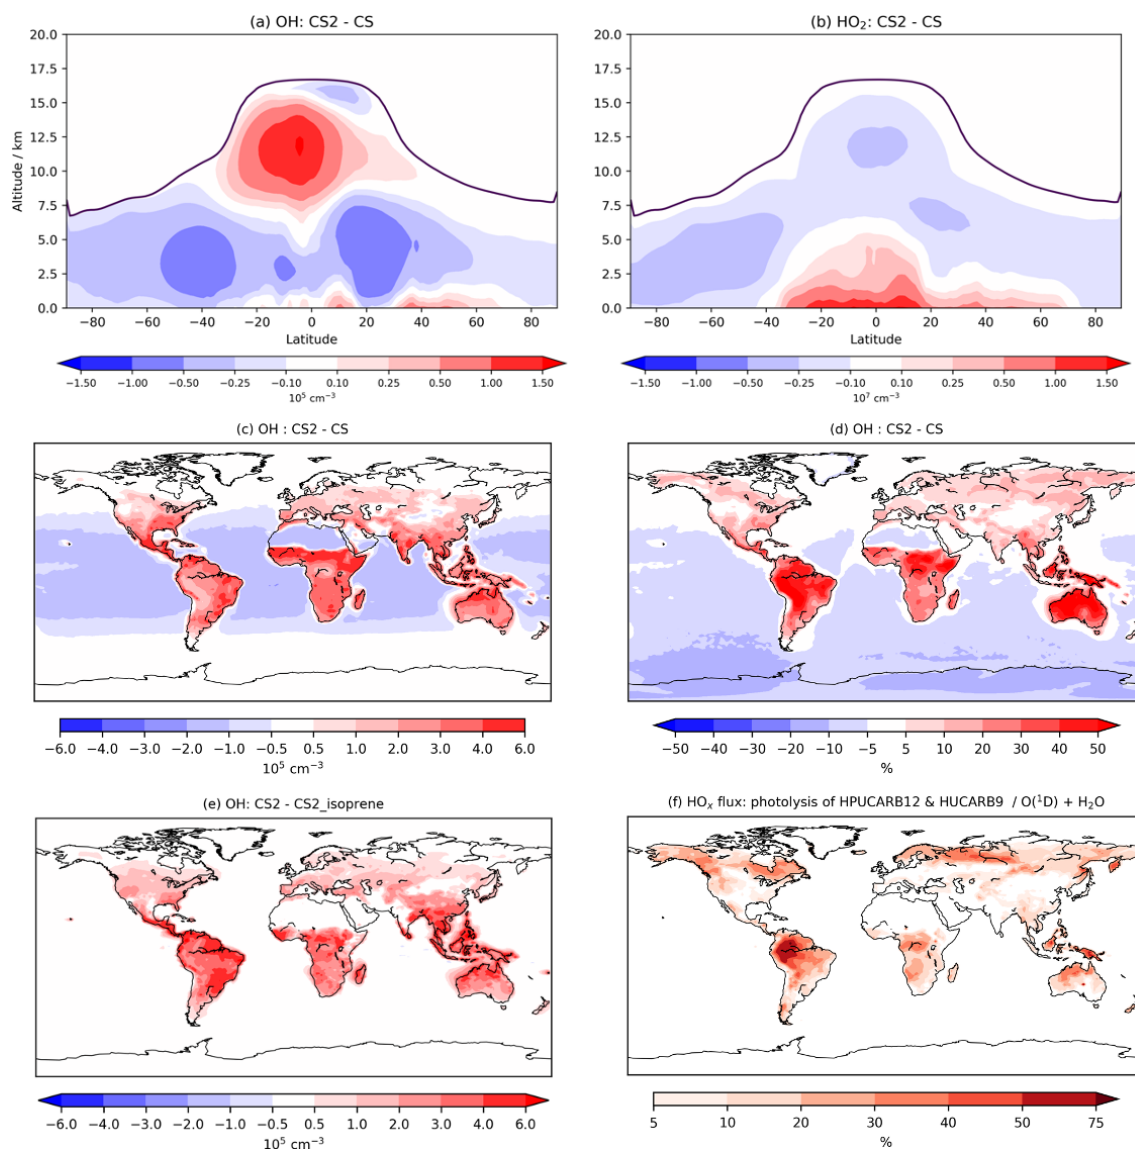 (a) OH: CS2 - CS
(b) HO₂: CS2 - CS
20.0
17.5
15.0
12.5
10.0
7.5
5.0
2.5
0.0
Altitude / km
−80 −60 −40 −20 0 20 40 60 80
Latitude
−1.50 −1.00 −0.50 −0.25 −0.10 0.10 0.25 0.50 1.00 1.50
10⁵ cm⁻³
20.0
17.5
15.0
12.5
10.0
7.5
5.0
2.5
0.0
−80 −60 −40 −20 0 20 40 60 80
Latitude
−1.50 −1.00 −0.50 −0.25 −0.10 0.10 0.25 0.50 1.00 1.50
10⁷ cm⁻³
(c) OH : CS2 - CS
(d) OH : CS2 - CS
−6.0 −4.0 −3.0 −2.0 −1.0 −0.5 0.5 1.0 2.0 3.0 4.0 6.0
10⁵ cm⁻³
−50 −40 −30 −20 −10 −5 5 10 20 30 40 50
%
(e) OH: CS2 - CS2_isoprene
(f) HOₓ flux: photolysis of HPUCARB12 & HUCARB9 / O(¹D) + H₂O
−6.0 −4.0 −3.0 −2.0 −1.0 −0.5 0.5 1.0 2.0 3.0 4.0 6.0
10⁵ cm⁻³
5 10 20 30 40 50 75
%